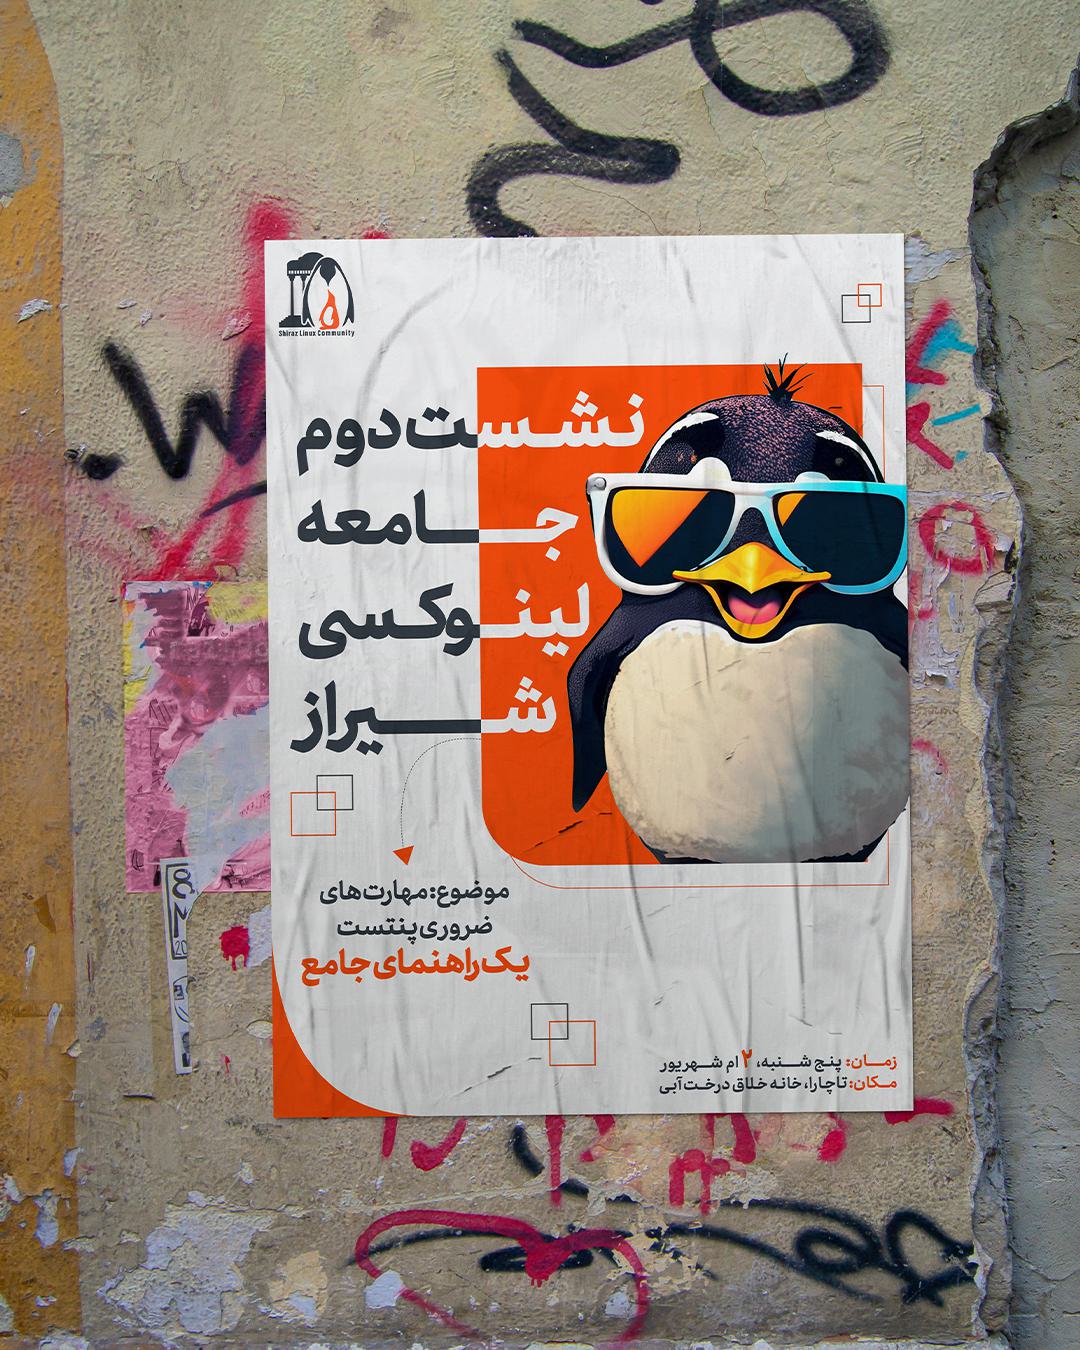 Shiraz Linux Community
نشست دوم
جامعه
لینوکسی
شیراز
موضوع: مهارت‌های
ضروری پنتست
یک راهنمای جامع
زمان: پنج شنبه، ۲ ام شهریور
مکان: تاچارا، خانه خلاق درخت آبی